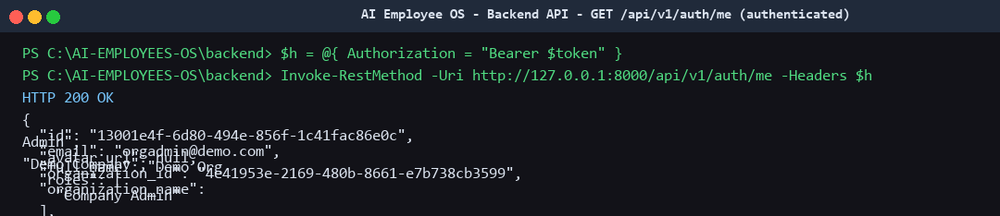 AI Employee OS - Backend API - GET /api/v1/auth/me (authenticated)
PS C:\AI-EMPLOYEES-OS\backend> $h = @{ Authorization = "Bearer $token" }
PS C:\AI-EMPLOYEES-OS\backend> Invoke-RestMethod -Uri http://127.0.0.1:8000/api/v1/auth/me -Headers $h
HTTP 200 OK
{
"id": "13001e4f-6d80-494e-856f-1c41fac86e0c",
Admin",
"email": "orgadmin@demo.com",
"avatar_url": null,
"Demo Company",
"Demo Org
"organization_id": "4e41953e-2169-480b-8661-e7b738cb3599",
"roles": [
"organization_name":
"Company Admin"
],